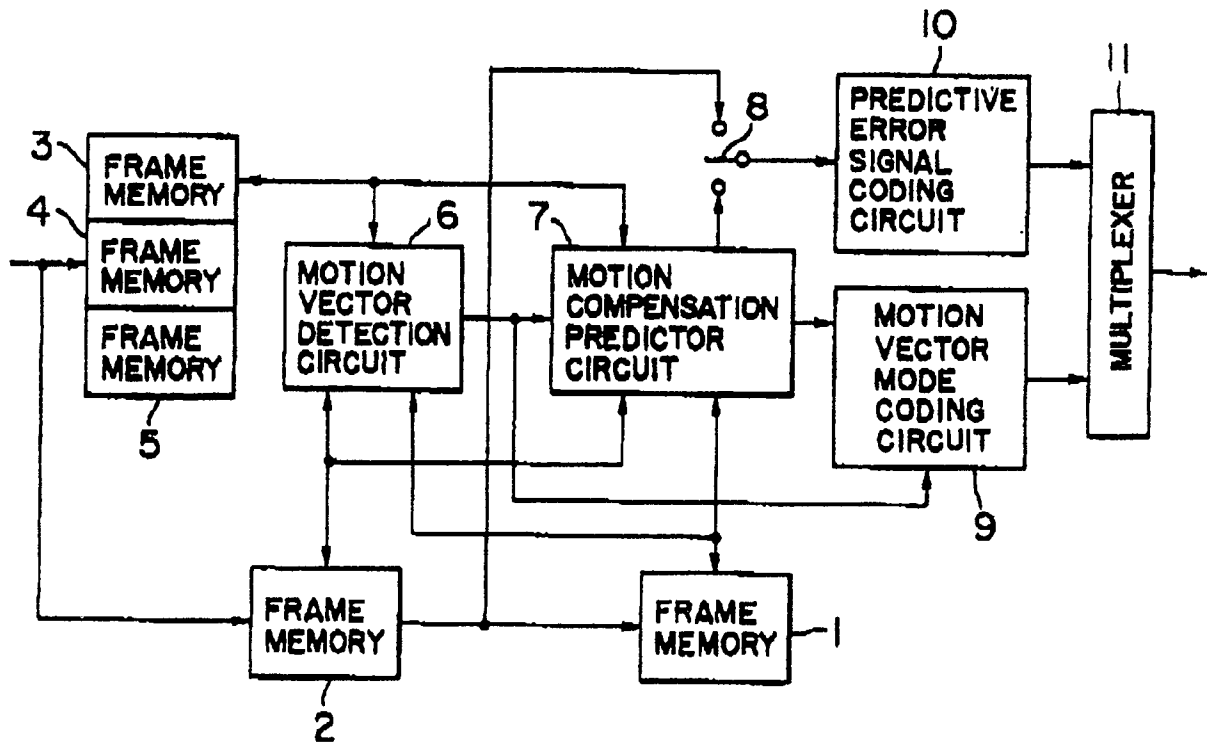 10
11
PREDICTIVE
ERROR
SIGNAL
CODING
CIRCUIT
8
3
FRAME
MEMORY
4
FRAME
MEMORY
FRAME
MEMORY
5
6
MOTION
VECTOR
DETECTION
CIRCUIT
7
MOTION
COMPENSATION
PREDICTOR
CIRCUIT
MOTION
VECTOR
MODE
CODING
CIRCUIT
9
MULTIPLEXER
FRAME
MEMORY
2
FRAME
MEMORY
1